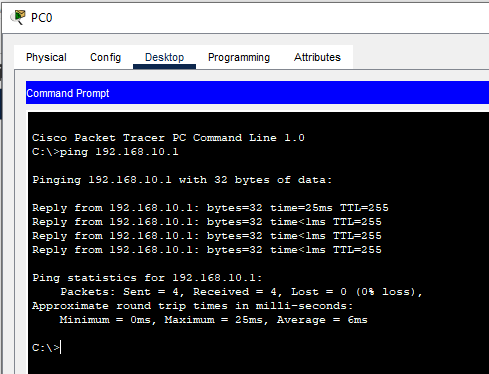 PC0
Physical Config Desktop Programming Attributes
Command Prompt
Cisco Packet Tracer PC Command Line 1.0
C:\>ping 192.168.10.1
Pinging 192.168.10.1 with 32 bytes of data:
Reply from 192.168.10.1: bytes=32 time=25ms TTL=255
Reply from 192.168.10.1: bytes=32 time<1ms TTL=255
Reply from 192.168.10.1: bytes=32 time<1ms TTL=255
Reply from 192.168.10.1: bytes=32 time<1ms TTL=255
Ping statistics for 192.168.10.1:
Packets: Sent = 4, Received = 4, Lost = 0 (0% loss),
Approximate round trip times in milli-seconds:
Minimum = 0ms, Maximum = 25ms, Average = 6ms
C:\>